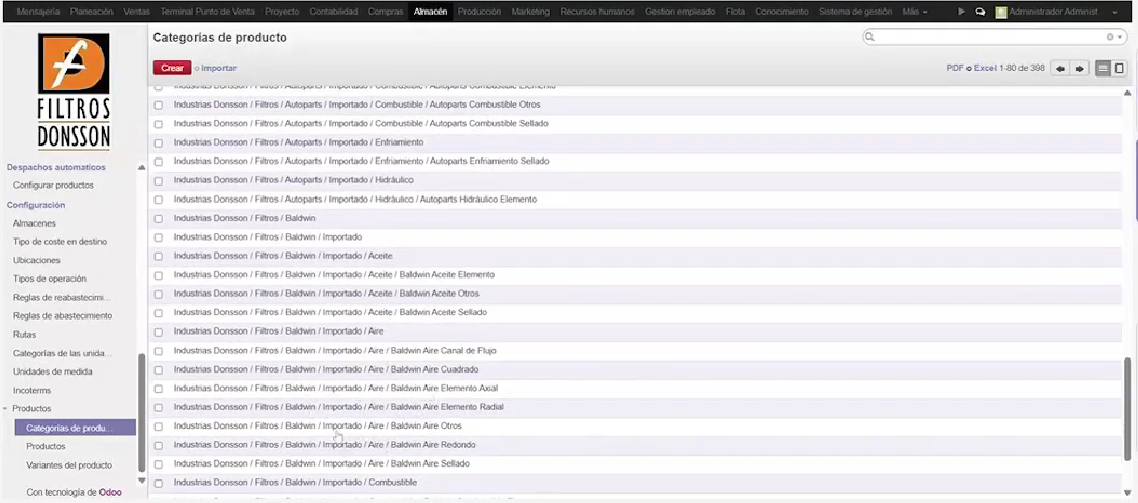 Mensajería Planeación Ventas Terminal Punto de Venta Proyecto Contabilidad Compras Almacén Producción Marketing Recursos humanos Gestion empleado Flota Conocimiento Sistema de gestión Más Administrador Administ...
FILTROS
DONSSON
Despachos automaticos
Configurar productos
Configuración
Almacenes
Tipo de coste en destino
Ubicaciones
Tipos de operación
Reglas de reabastecimi...
Reglas de abastecimiento
Rutas
Categorías de las unida...
Unidades de medida
Incoterms
Productos
Categorías de produ...
Productos
Variantes del producto
Con tecnología de Odoo
Categorías de producto
Crear o Importar
PDF o Excel 1-80 de 398
Industrias Donsson / Filtros / Autoparts / Importado / Combustible / Autoparts Combustible Elemento
Industrias Donsson / Filtros / Autoparts / Importado / Combustible / Autoparts Combustible Otros
Industrias Donsson / Filtros / Autoparts / Importado / Combustible / Autoparts Combustible Sellado
Industrias Donsson / Filtros / Autoparts / Importado / Enfriamiento
Industrias Donsson / Filtros / Autoparts / Importado / Enfriamiento / Autoparts Enfriamiento Sellado
Industrias Donsson / Filtros / Autoparts / Importado / Hidráulico
Industrias Donsson / Filtros / Autoparts / Importado / Hidráulico / Autoparts Hidráulico Elemento
Industrias Donsson / Filtros / Baldwin
Industrias Donsson / Filtros / Baldwin / Importado
Industrias Donsson / Filtros / Baldwin / Importado / Aceite
Industrias Donsson / Filtros / Baldwin / Importado / Aceite / Baldwin Aceite Elemento
Industrias Donsson / Filtros / Baldwin / Importado / Aceite / Baldwin Aceite Otros
Industrias Donsson / Filtros / Baldwin / Importado / Aceite / Baldwin Aceite Sellado
Industrias Donsson / Filtros / Baldwin / Importado / Aire
Industrias Donsson / Filtros / Baldwin / Importado / Aire / Baldwin Aire Canal de Flujo
Industrias Donsson / Filtros / Baldwin / Importado / Aire / Baldwin Aire Cuadrado
Industrias Donsson / Filtros / Baldwin / Importado / Aire / Baldwin Aire Elemento Axial
Industrias Donsson / Filtros / Baldwin / Importado / Aire / Baldwin Aire Elemento Radial
Industrias Donsson / Filtros / Baldwin / Importado / Aire / Baldwin Aire Otros
Industrias Donsson / Filtros / Baldwin / Importado / Aire / Baldwin Aire Redondo
Industrias Donsson / Filtros / Baldwin / Importado / Aire / Baldwin Aire Sellado
Industrias Donsson / Filtros / Baldwin / Importado / Combustible